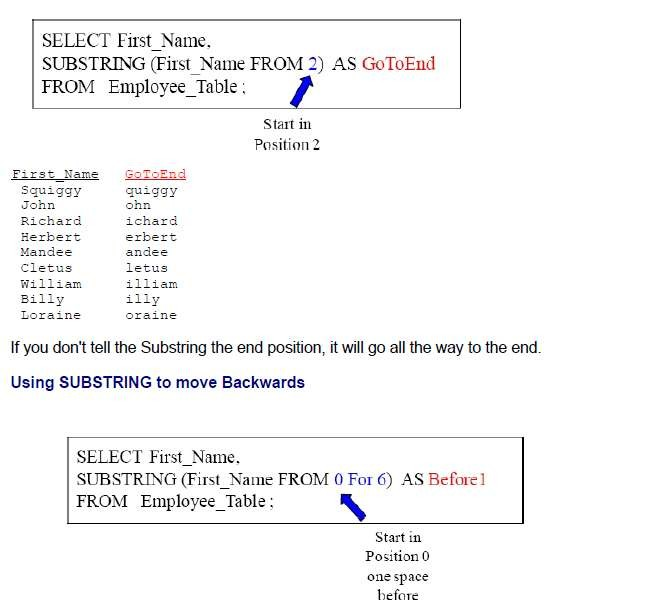 SELECT First_Name,
SUBSTRING (First_Name FROM 2) AS GoToEnd
FROM Employee_Table ;
Start in
Position 2
First_Name GoToEnd
Squiggy quiggy
John ohn
Richard ichard
Herbert erbert
Mandee andee
Cletus letus
William illiam
Billy illy
Loraine oraine
If you don't tell the Substring the end position, it will go all the way to the end.
Using SUBSTRING to move Backwards
SELECT First_Name,
SUBSTRING (First_Name FROM 0 For 6) AS Before1
FROM Employee_Table ;
Start in
Position 0
one space
before